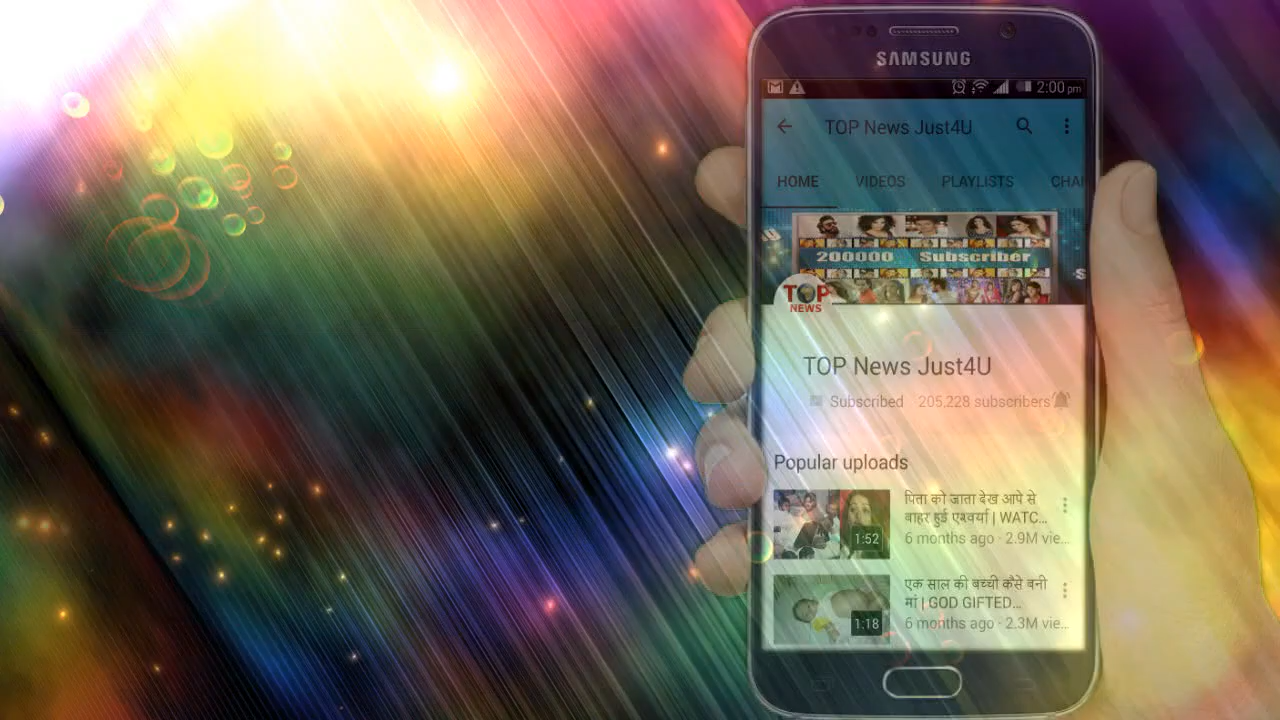 SAMSUNG
2:00 pm
TOP News Just4U
HOME VIDEOS PLAYLISTS CHA
200000 Subscriber
TOP
NEWS
TOP News Just4U
Subscribed 205,228 subscribers
Popular uploads
पिता को जाता देख आपे से
बाहर हुई एश्वर्या | WATC...
6 months ago · 2.9M vie...
1:52
एक साल की बच्ची कैसे बनी
मां | GOD GIFTED...
6 months ago · 2.3M vie...
1:18